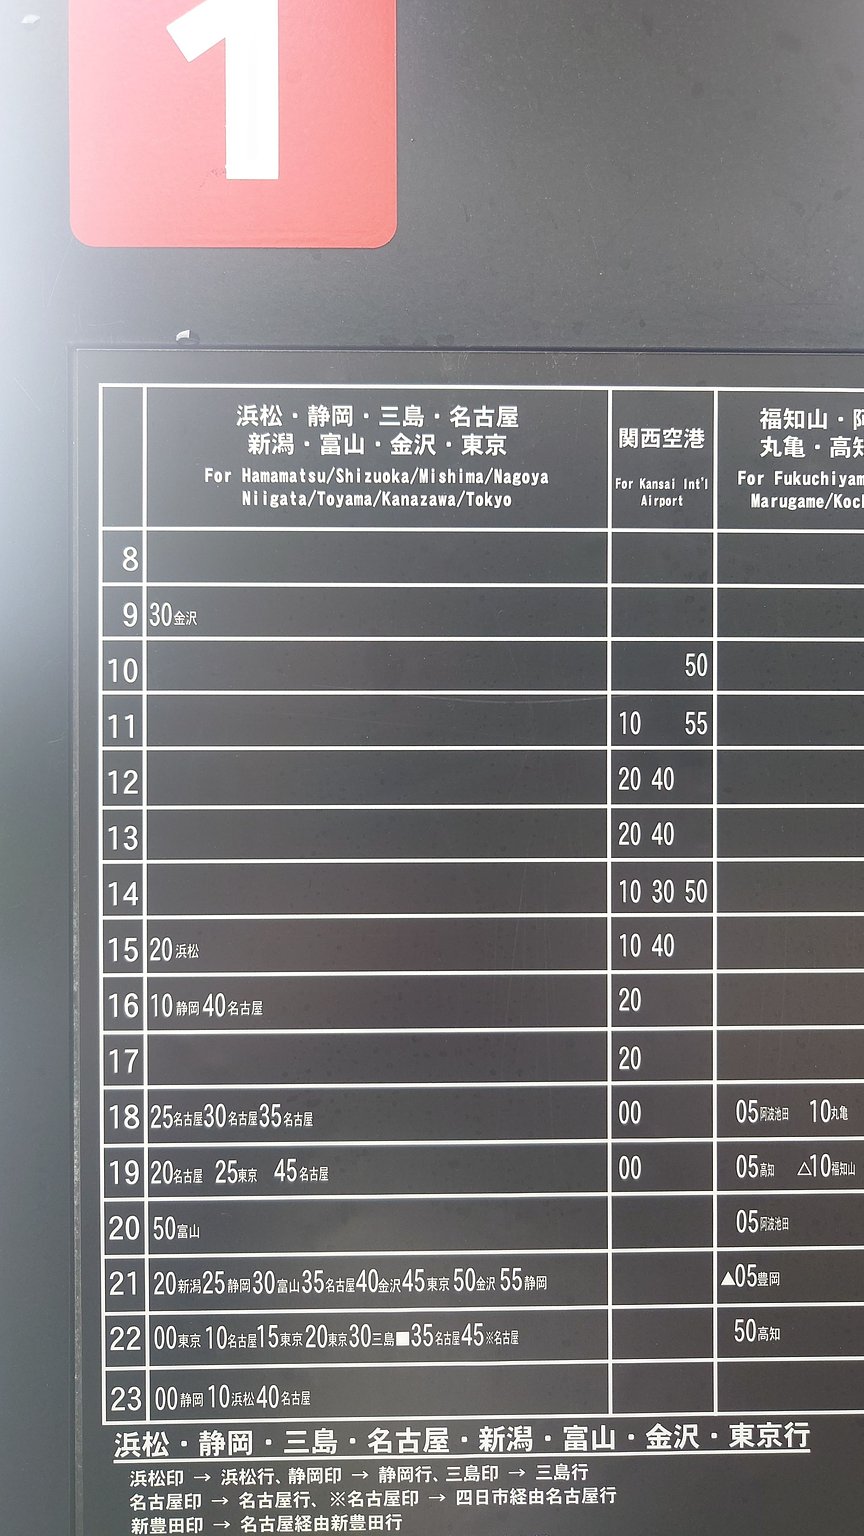 1
浜松・静岡・三島・名古屋
新潟・富山・金沢・東京
For Hamamatsu/Shizuoka/Mishima/Nagoya
Niigata/Toyama/Kanazawa/Tokyo
関西空港
For Kansai Int'l
Airport
福知山・阿
丸亀・高知
For Fukuchiyam
Marugame/Koc
8
9 30金沢
10 50
11 10 55
12 20 40
13 20 40
14 10 30 50
15 20浜松 10 40
16 10静岡 40名古屋 20
17 20
18 25名古屋 30名古屋 35名古屋 00 05阿波池田 10丸亀
19 20名古屋 25東京 45名古屋 00 05高知 △10福知山
20 50富山 05阿波池田
21 20新潟 25静岡 30富山 35名古屋 40金沢 45東京 50金沢 55静岡 ▲05豊岡
22 00東京 10名古屋 15東京 20東京 30三島 ■35名古屋 45※名古屋 50高知
23 00静岡 10浜松 40名古屋
浜松・静岡・三島・名古屋・新潟・富山・金沢・東京行
浜松印 → 浜松行、静岡印 → 静岡行、三島印 → 三島行
名古屋印 → 名古屋行、※名古屋印 → 四日市経由名古屋行
新豊田印 → 名古屋経由新豊田行